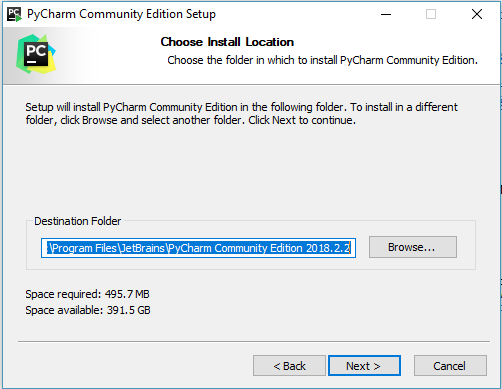 PyCharm Community Edition Setup
PC
Choose Install Location
Choose the folder in which to install PyCharm Community Edition.
Setup will install PyCharm Community Edition in the following folder. To install in a different
folder, click Browse and select another folder. Click Next to continue.
Destination Folder
:\Program Files\JetBrains\PyCharm Community Edition 2018.2.2
Browse...
Space required: 495.7 MB
Space available: 391.5 GB
< Back
Next >
Cancel